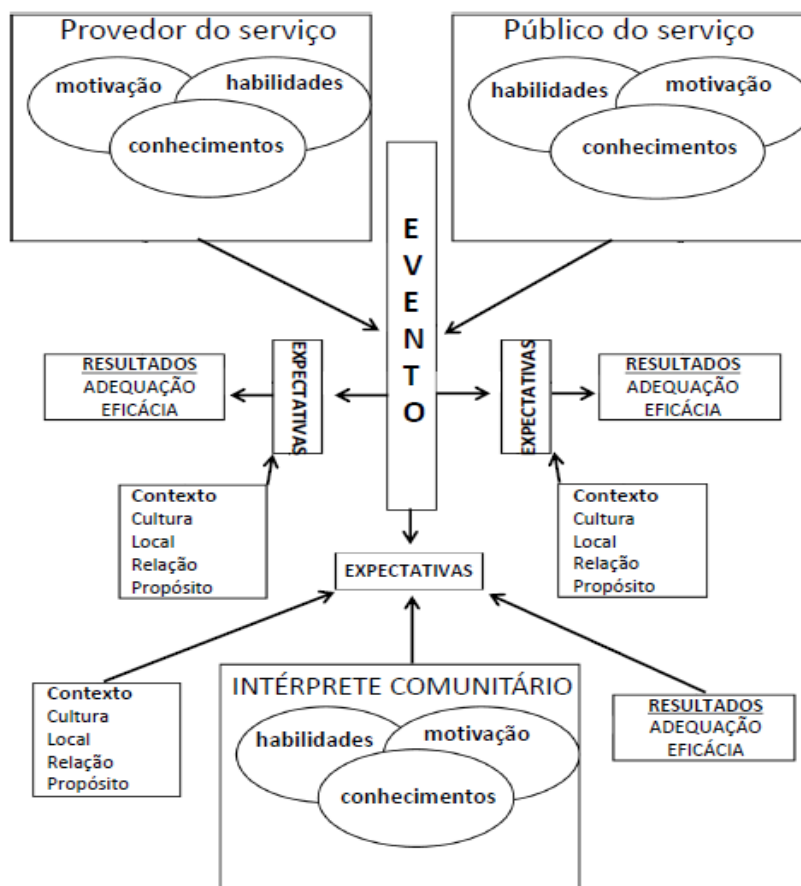 Provedor do serviço
motivação
habilidades
conhecimentos
Público do serviço
habilidades
motivação
conhecimentos
EVENTO
RESULTADOS
ADEQUAÇÃO
EFICÁCIA
EXPECTATIVAS
EXPECTATIVAS
RESULTADOS
ADEQUAÇÃO
EFICÁCIA
Contexto
Cultura
Local
Relação
Propósito
Contexto
Cultura
Local
Relação
Propósito
EXPECTATIVAS
INTÉRPRETE COMUNITÁRIO
habilidades
motivação
conhecimentos
Contexto
Cultura
Local
Relação
Propósito
RESULTADOS
ADEQUAÇÃO
EFICÁCIA